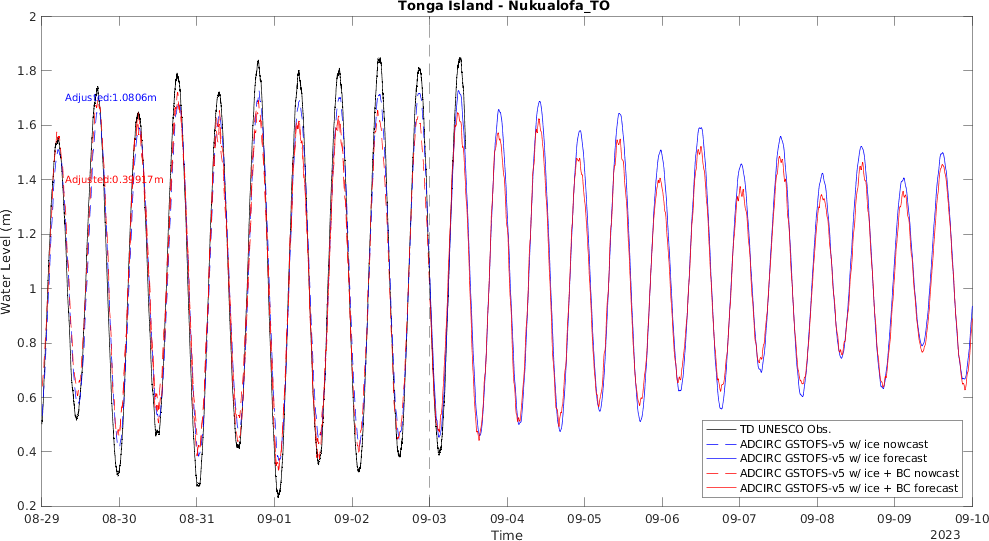 Tonga Island - Nukualofa_TO
2
1.8
1.6
1.4
1.2
1
0.8
0.6
0.4
0.2
Water Level (m)
Adjusted:1.0806m
Adjusted:0.39917m
TD UNESCO Obs.
ADCIRC GSTOFS-v5 w/ ice nowcast
ADCIRC GSTOFS-v5 w/ ice forecast
ADCIRC GSTOFS-v5 w/ ice + BC nowcast
ADCIRC GSTOFS-v5 w/ ice + BC forecast
08-29 08-30 08-31 09-01 09-02 09-03 09-04 09-05 09-06 09-07 09-08 09-09 09-10
Time
2023